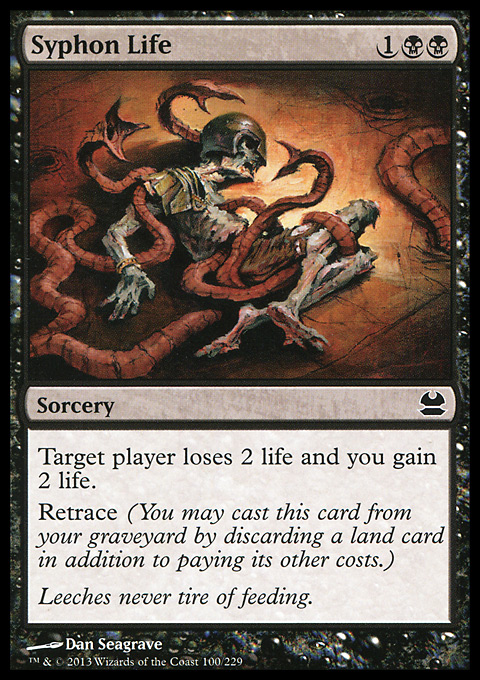 Syphon Life 1
Sorcery
Target player loses 2 life and you gain
2 life.
Retrace (You may cast this card from
your graveyard by discarding a land card
in addition to paying its other costs.)
Leeches never tire of feeding.
Dan Seagrave
™ & © 2013 Wizards of the Coast 100/229